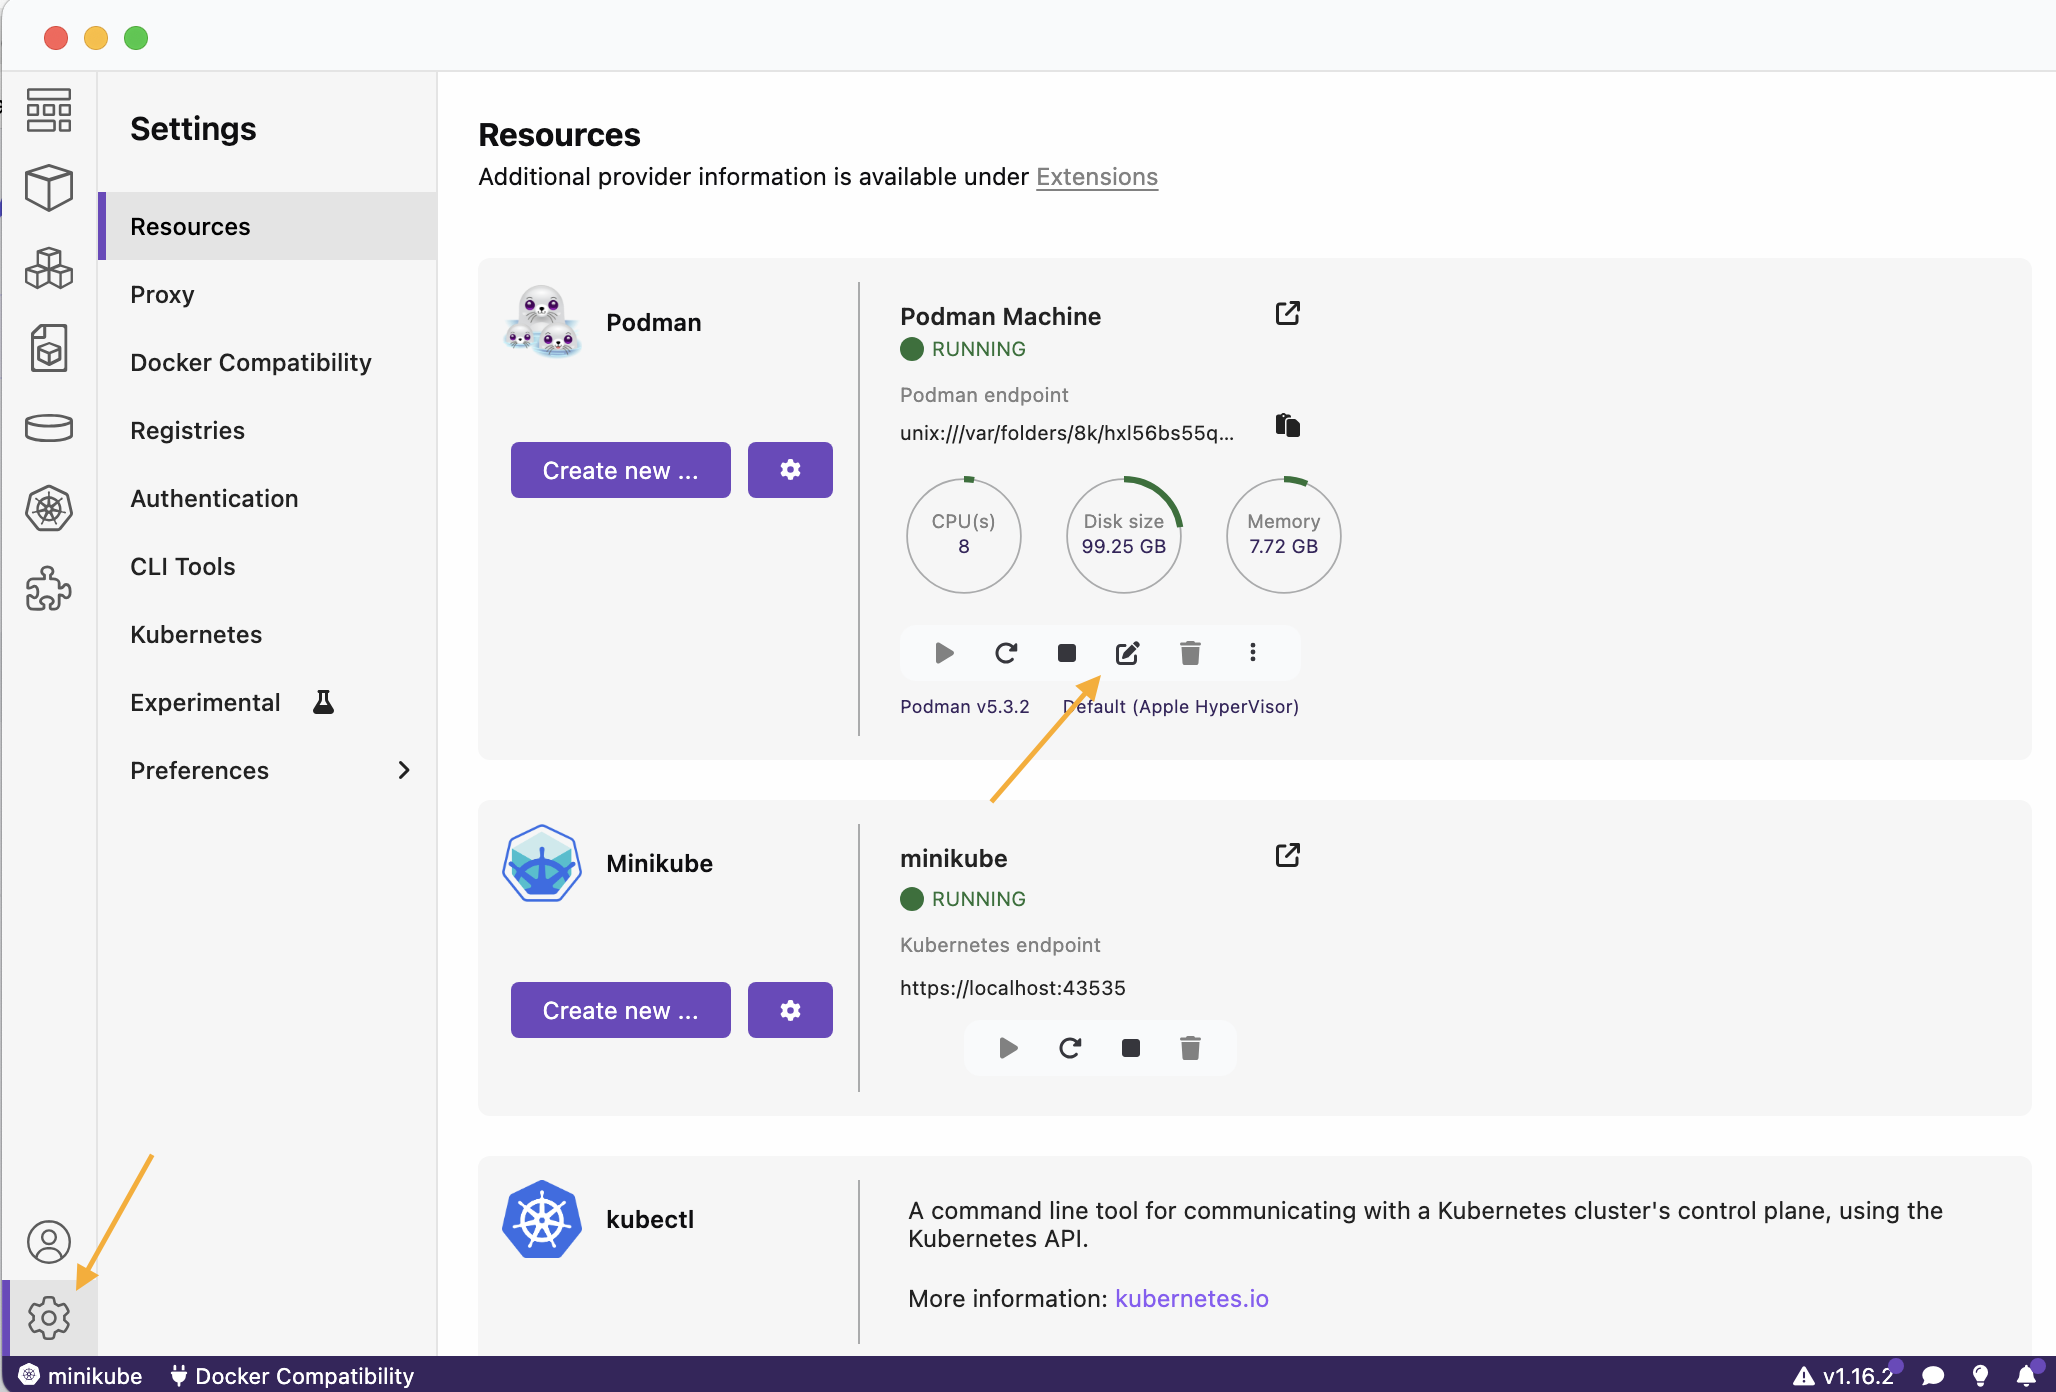 Settings
Resources
Proxy
Docker Compatibility
Registries
Authentication
CLI Tools
Kubernetes
Experimental
Preferences
Resources
Additional provider information is available under Extensions
Podman
Create new ...
Podman Machine
RUNNING
Podman endpoint
unix:///var/folders/8k/hxl56bs55q...
CPU(s)
8
Disk size
99.25 GB
Memory
7.72 GB
Podman v5.3.2
Default (Apple HyperVisor)
Minikube
Create new ...
minikube
RUNNING
Kubernetes endpoint
https://localhost:43535
kubectl
A command line tool for communicating with a Kubernetes cluster's control plane, using the
Kubernetes API.
More information: kubernetes.io
minikube
Docker Compatibility
v1.16.2